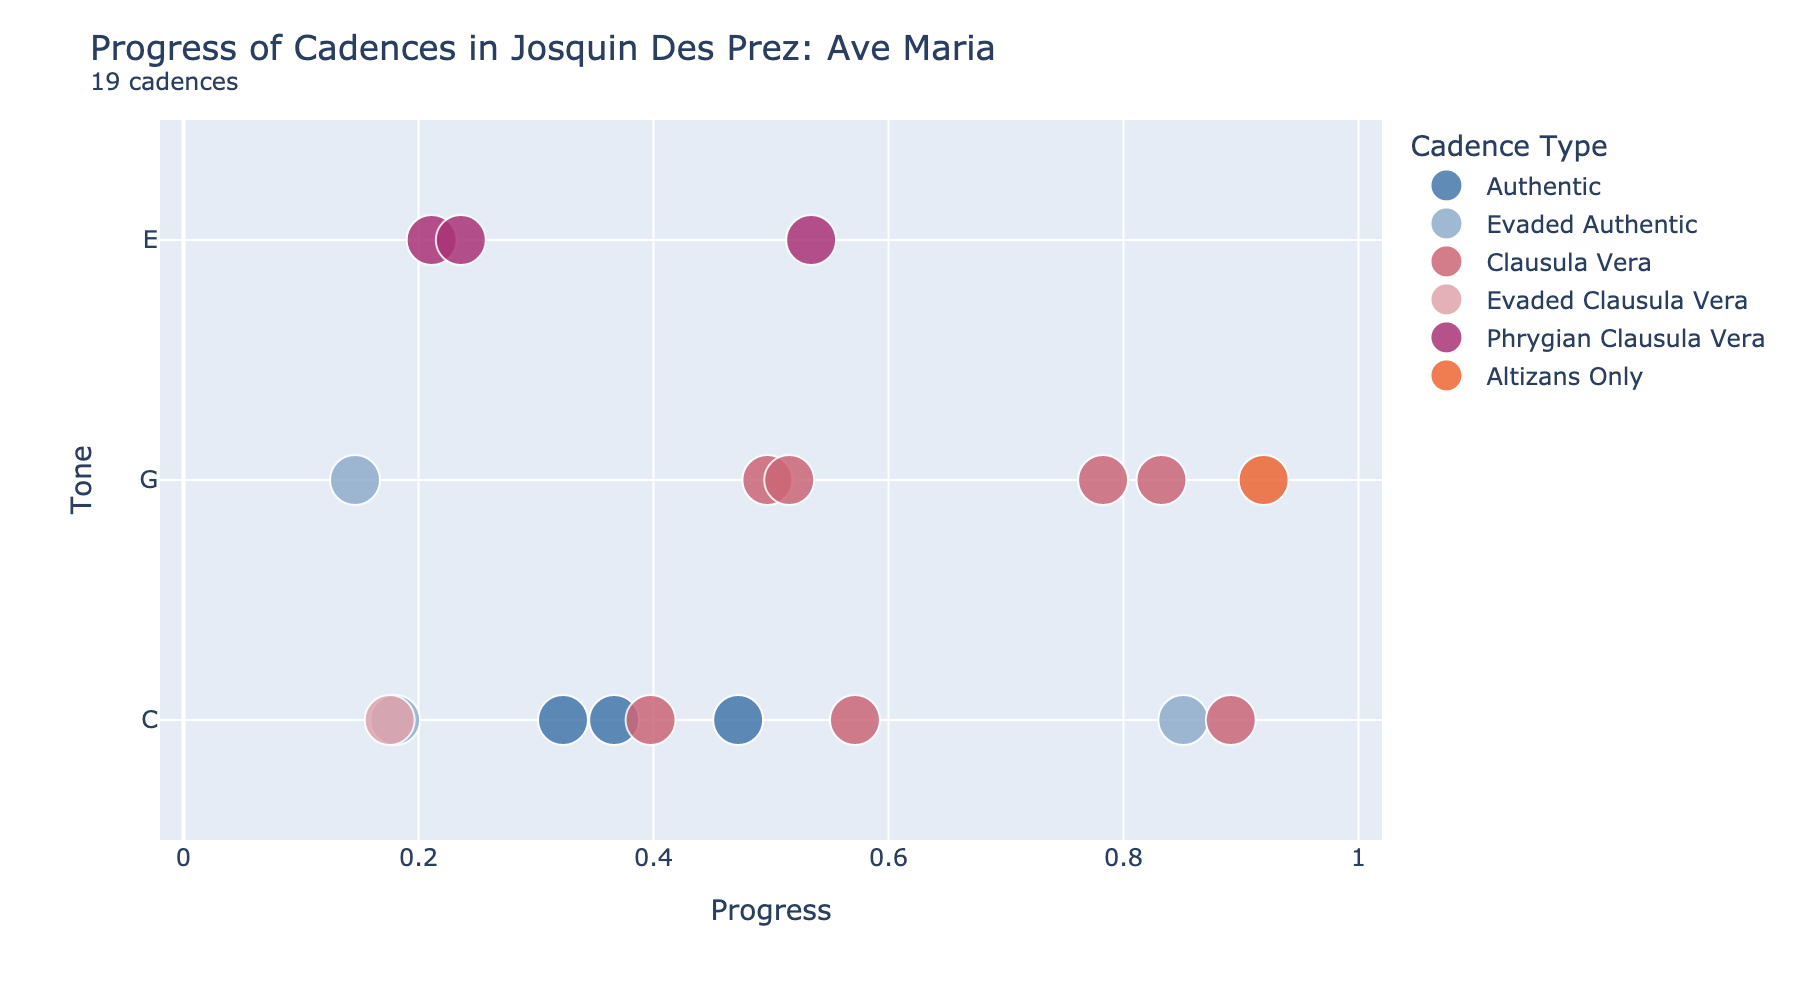 Progress of Cadences in Josquin Des Prez: Ave Maria
19 cadences
Cadence Type
Authentic
Evaded Authentic
Clausula Vera
Evaded Clausula Vera
Phrygian Clausula Vera
Altizans Only
Tone
E
G
C
0 0.2 0.4 0.6 0.8 1
Progress